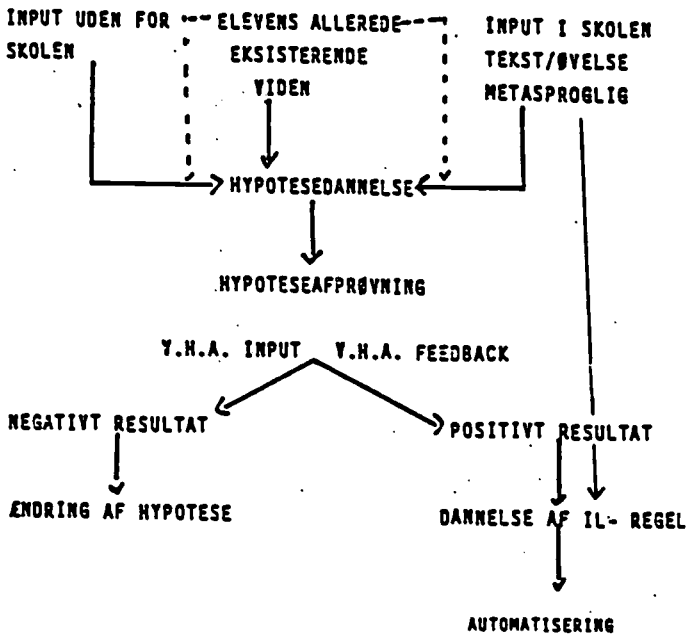 INPUT UDEN FOR
SKOLEN
ELEVENS ALLEREDE
EKSISTERENDE
VIDEN
INPUT I SKOLEN
TEKST/ØVELSE
METASPROGLIG
HYPOTESEDANNELSE
HYPOTESEAFPRØVNING
V.H.A. INPUT V.H.A. FEEDBACK
NEGATIVT RESULTAT
POSITIVT RESULTAT
ÆNDRING AF HYPOTESE
DANNELSE AF IL- REGEL
AUTOMATISERING